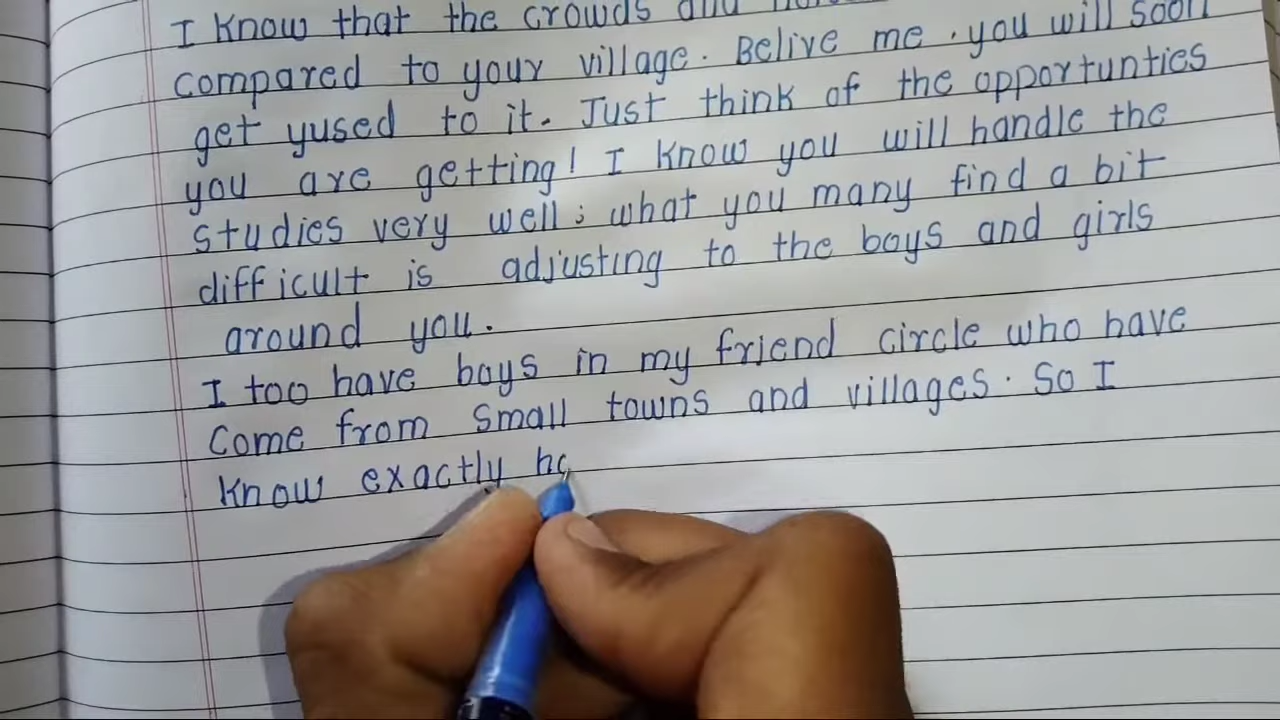 I know that the crowds and
compared to your village. Belive me, you will soon
get yused to it. Just think of the opportunties
you are getting! I know you will handle the
studies very well; what you many find a bit
difficult is adjusting to the boys and girls
around you.
I too have boys in my friend circle who have
come from small towns and villages. So I
know exactly